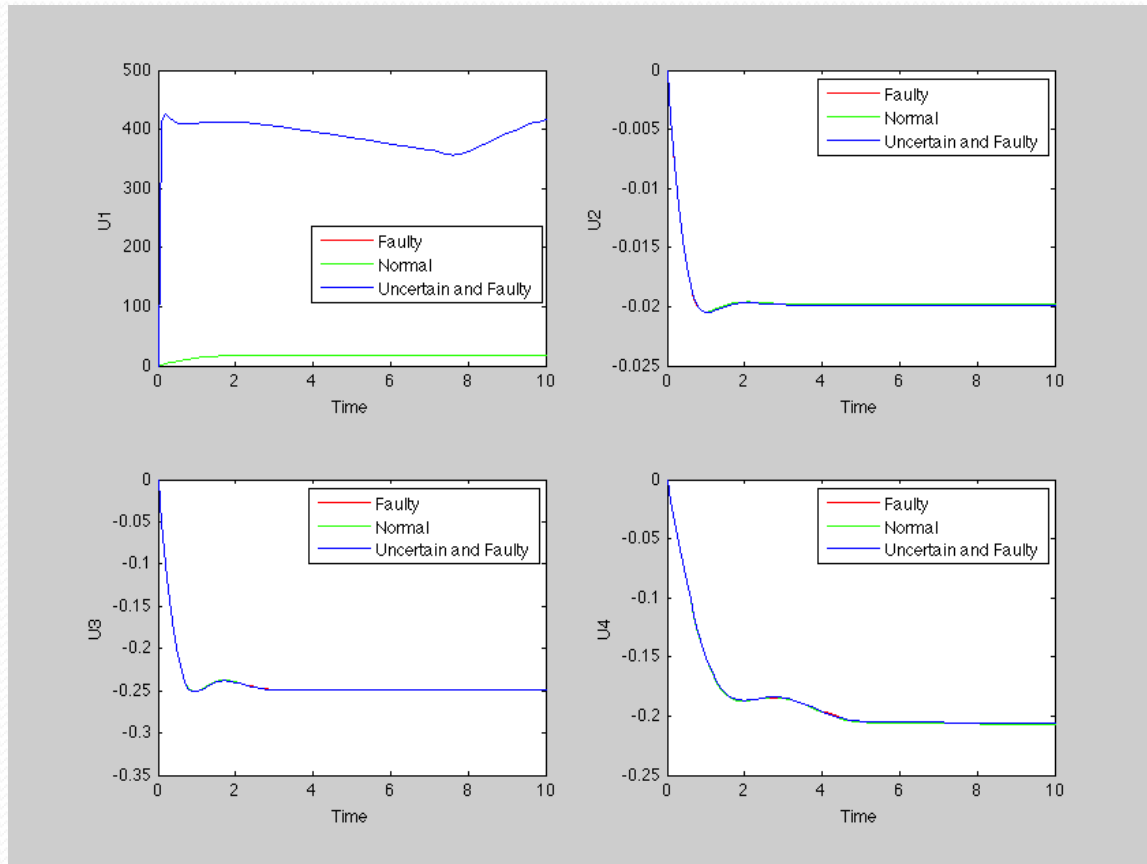 500
400
300
200
100
0
U1
Faulty
Normal
Uncertain and Faulty
0 2 4 6 8 10
Time
0
-0.005
-0.01
-0.015
-0.02
-0.025
U2
Faulty
Normal
Uncertain and Faulty
0 2 4 6 8 10
Time
0
-0.05
-0.1
-0.15
-0.2
-0.25
-0.3
-0.35
U3
Faulty
Normal
Uncertain and Faulty
0 2 4 6 8 10
Time
0
-0.05
-0.1
-0.15
-0.2
-0.25
U4
Faulty
Normal
Uncertain and Faulty
0 2 4 6 8 10
Time